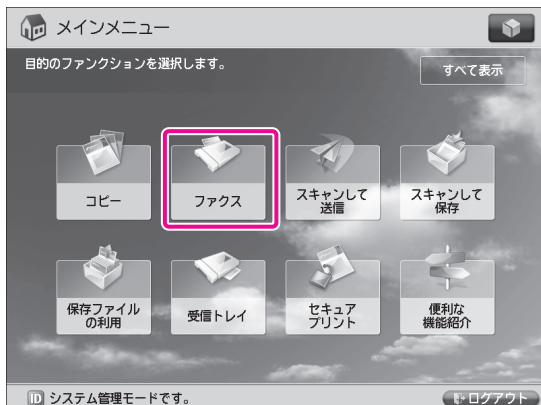 メインメニュー
目的のファンクションを選択します。
すべて表示
コピー
ファクス
スキャンして
送信
スキャンして
保存
保存ファイル
の利用
受信トレイ
セキュア
プリント
便利な
機能紹介
ID システム管理モードです。
ログアウト